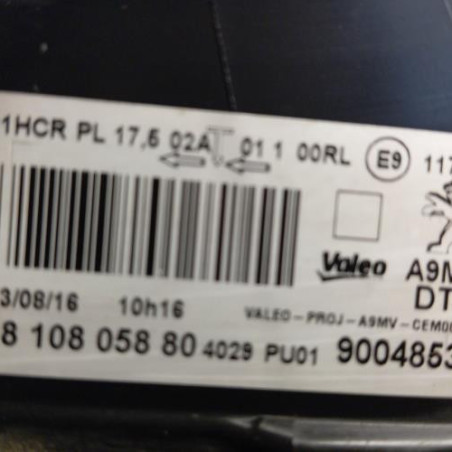 1HCR PL 17,5 02A 01 1 00RL E9 117
Valeo A9M
DT
3/08/16 10h16 VALEO-PROJ-A9MV-CEM00
8 108 058 80 4029 PU01 9004853